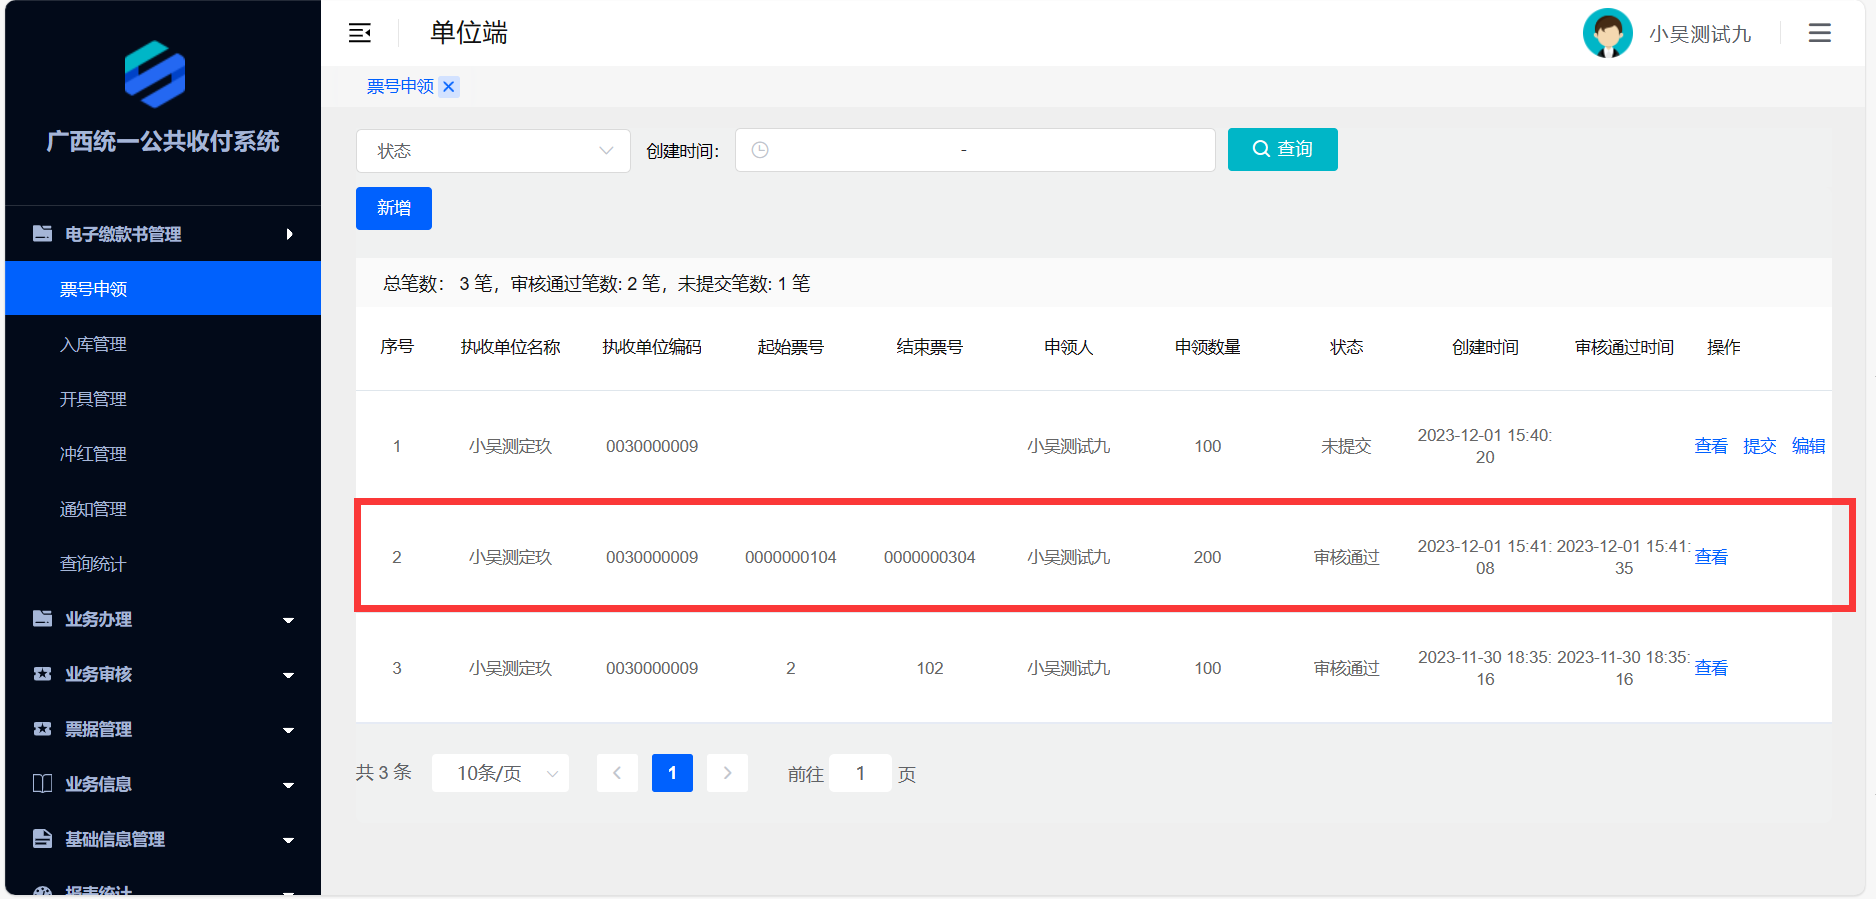 单位端
小吴测试九
广西统一公共收付系统
电子缴款书管理
票号申领
入库管理
开具管理
冲红管理
通知管理
查询统计
业务办理
业务审核
票据管理
业务信息
基础信息管理
报表统计
票号申领
状态 创建时间： - 查询
新增
总笔数： 3 笔，审核通过笔数: 2 笔，未提交笔数: 1 笔
序号 执收单位名称 执收单位编码 起始票号 结束票号 申领人 申领数量 状态 创建时间 审核通过时间 操作
1 小吴测定玖 0030000009 小吴测试九 100 未提交 2023-12-01 15:40:20 查看 提交 编辑
2 小吴测定玖 0030000009 0000000104 0000000304 小吴测试九 200 审核通过 2023-12-01 15:41:08 2023-12-01 15:41:35 查看
3 小吴测定玖 0030000009 2 102 小吴测试九 100 审核通过 2023-11-30 18:35:16 2023-11-30 18:35:16 查看
共 3 条 10条/页 1 前往 1 页